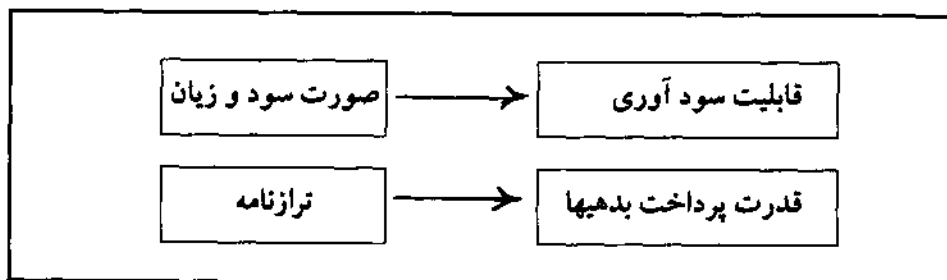 صورت سود و زیان
قابلیت سود آوری
ترازنامه
قدرت پرداخت بدهیها